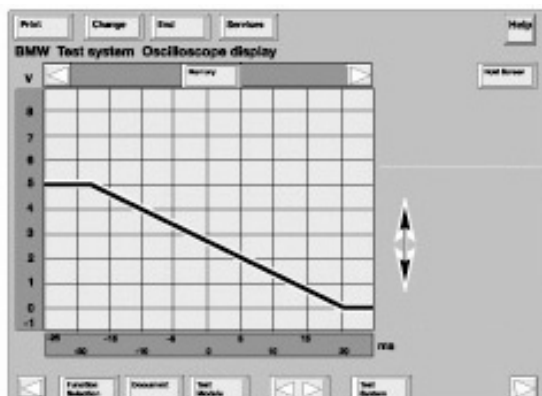 Print Change End Services Help
BMW Test system Oscilloscope display
V Memory Hold Screen
8
7
6
5
4
3
2
1
0
-1
-25 -15 -5 5 15
-20 -10 0 10 20 ms
Function Selection Document Test Module Test System